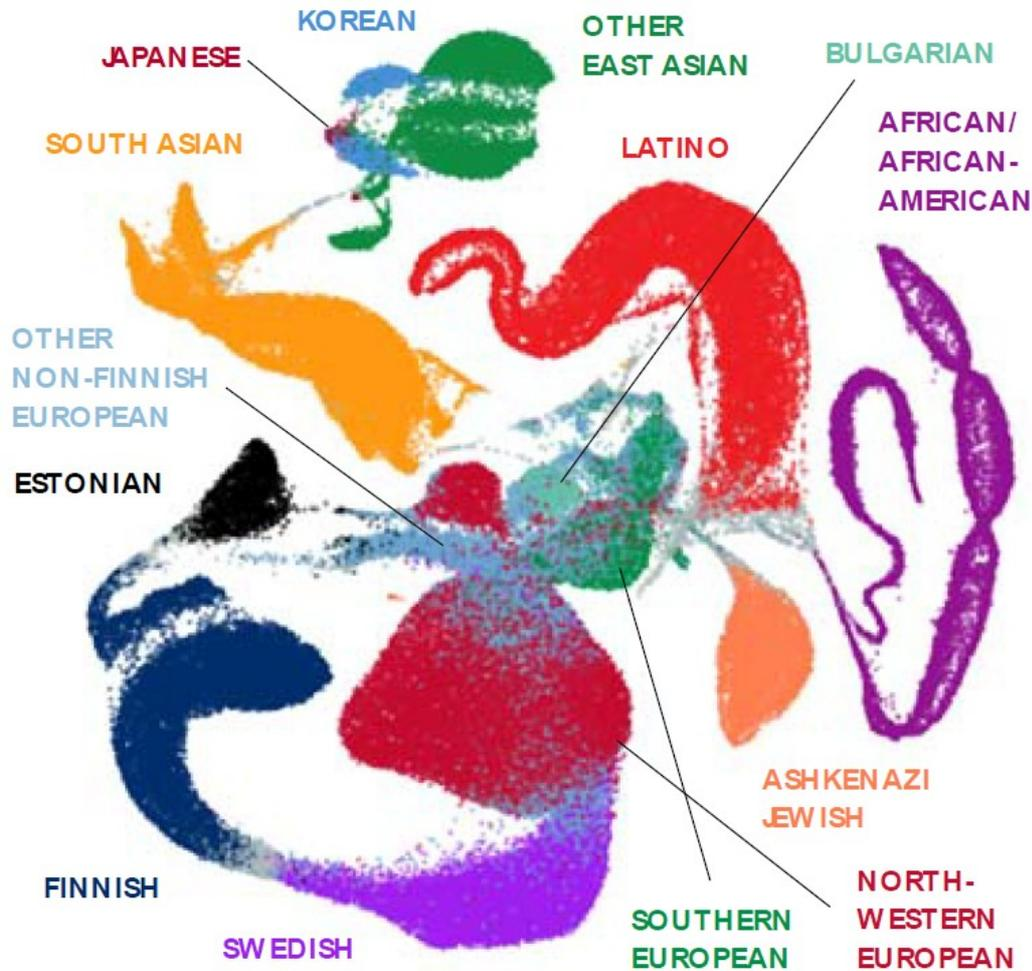 KOREAN
OTHER
EAST ASIAN
BULGARIAN
JAPANESE
AFRICAN/
AFRICAN-
AMERICAN
SOUTH ASIAN
LATINO
OTHER
NON-FINNISH
EUROPEAN
ESTONIAN
ASHKENAZI
JEWISH
FINNISH
SWEDISH
SOUTHERN
EUROPEAN
NORTH-
WESTERN
EUROPEAN